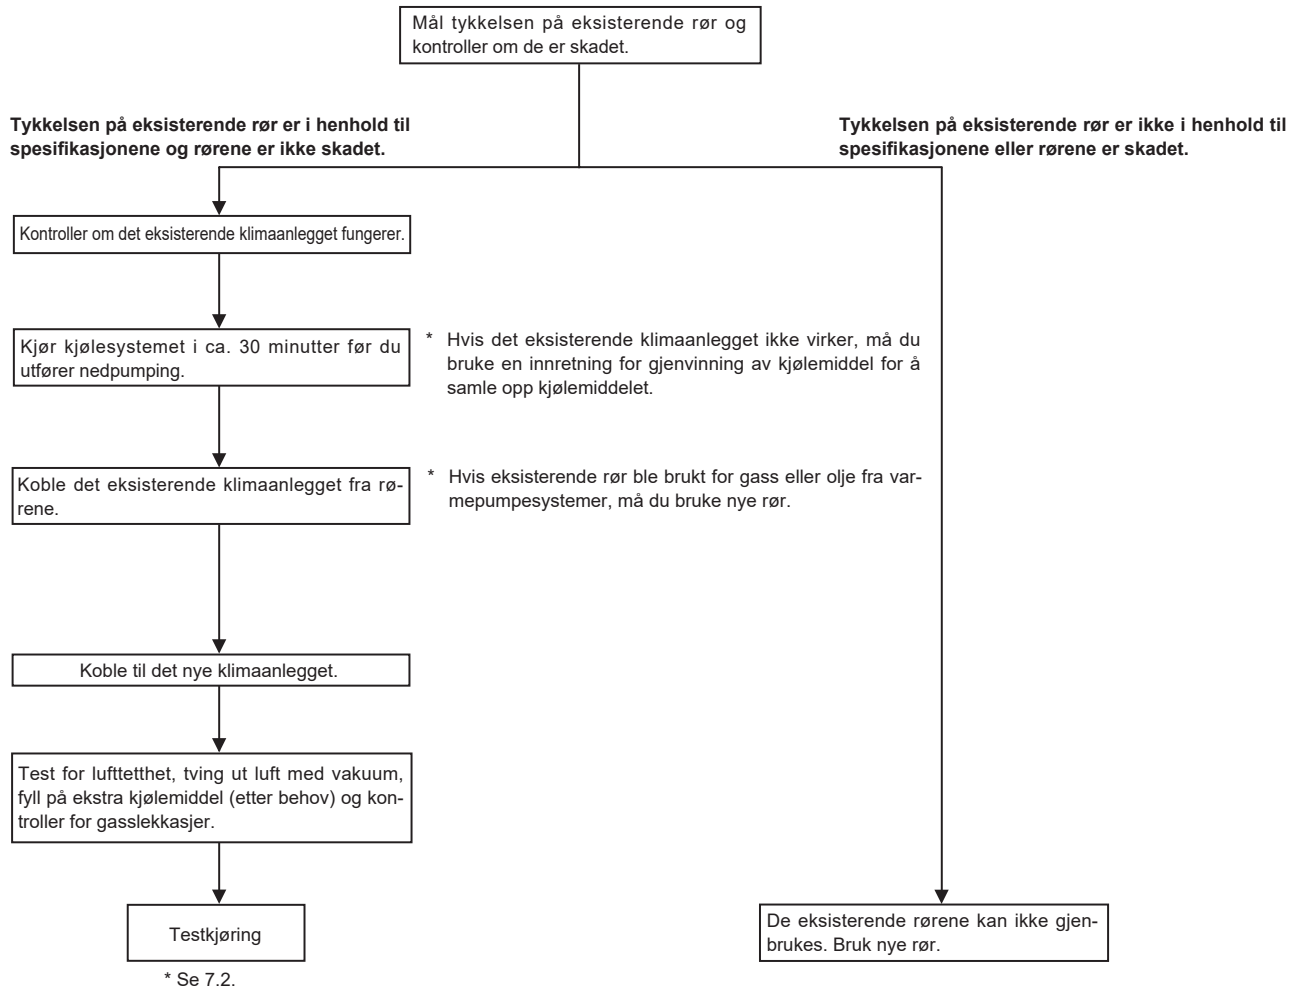 Mål tykkelsen på eksisterende rør og
kontroller om de er skadet.
Tykkelsen på eksisterende rør er i henhold til
spesifikasjonene og rørene er ikke skadet.
Tykkelsen på eksisterende rør er ikke i henhold til
spesifikasjonene eller rørene er skadet.
Kontroller om det eksisterende klimaanlegget fungerer.
Kjør kjølesystemet i ca. 30 minutter før du
utfører nedpumping.
* Hvis det eksisterende klimaanlegget ikke virker, må du
bruke en innretning for gjenvinning av kjølemiddel for å
samle opp kjølemiddelet.
Koble det eksisterende klimaanlegget fra rø-
rene.
* Hvis eksisterende rør ble brukt for gass eller olje fra var-
mepumpesystemer, må du bruke nye rør.
Koble til det nye klimaanlegget.
Test for lufttetthet, tving ut luft med vakuum,
fyll på ekstra kjølemiddel (etter behov) og kon-
troller for gasslekkasjer.
Testkjøring
* Se 7.2.
De eksisterende rørene kan ikke gjen-
brukes. Bruk nye rør.